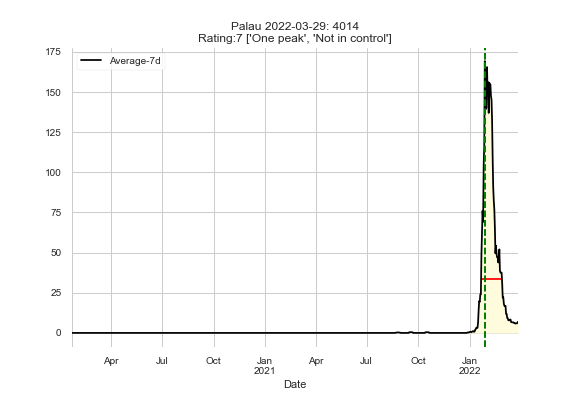 Palau 2022-03-29: 4014
Rating:7 ['One peak', 'Not in control']
175
150
125
100
75
50
25
0
Average-7d
Apr
Jul
Oct
Jan
2021
Apr
Jul
Oct
Jan
2022
Date